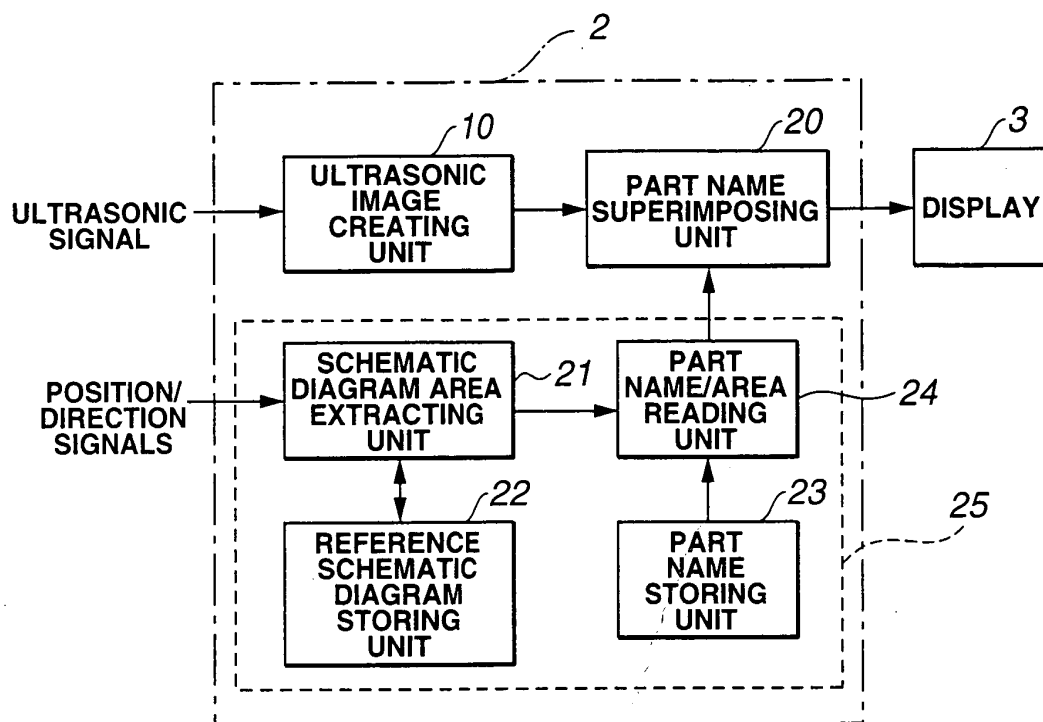 2
10
20
3
ULTRASONIC
SIGNAL
ULTRASONIC
IMAGE
CREATING
UNIT
PART NAME
SUPERIMPOSING
UNIT
DISPLAY
POSITION/
DIRECTION
SIGNALS
SCHEMATIC
DIAGRAM AREA
EXTRACTING
UNIT
21
PART
NAME/AREA
READING
UNIT
24
22
23
25
REFERENCE
SCHEMATIC
DIAGRAM
STORING
UNIT
PART
NAME
STORING
UNIT